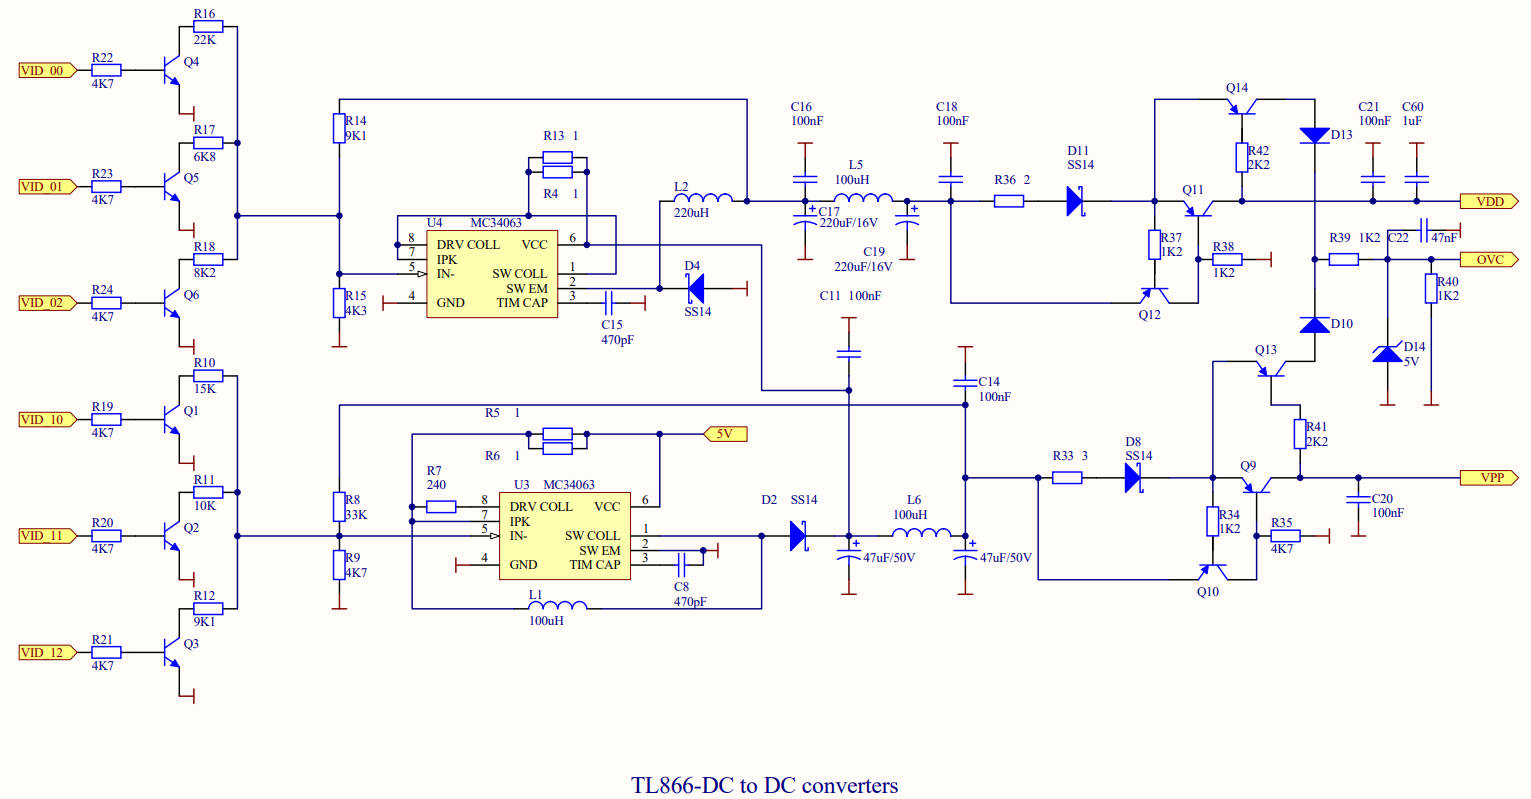 R16
22K
VID_00
R22
4K7
Q4
R17
6K8
VID_01
R23
4K7
Q5
R18
8K2
VID_02
R24
4K7
Q6
R10
15K
VID_10
R19
4K7
Q1
R11
10K
VID_11
R20
4K7
Q2
R12
9K1
VID_12
R21
4K7
Q3
R14
9K1
R15
4K3
R13 1
R4 1
U4 MC34063
8 DRV COLL VCC 6
7 IPK
5 IN- SW COLL 1
SW EM 2
4 GND TIM CAP 3
C15
470pF
L2
220uH
D4
SS14
C16
100nF
C17
220uF/16V
L5
100uH
C18
100nF
C19
220uF/16V
C11 100nF
R36 2
D11
SS14
Q14
R42
2K2
Q11
R37
1K2
R38
1K2
Q12
D13
C21
100nF
C60
1uF
VDD
R39 1K2
C22 47nF
OVC
R40
1K2
D10
D14
5V
Q13
R41
2K2
R8
33K
R9
4K7
R5 1
R6 1
5V
R7
240
U3 MC34063
8 DRV COLL VCC 6
7 IPK
5 IN- SW COLL 1
SW EM 2
4 GND TIM CAP 3
C8
470pF
L1
100uH
D2 SS14
47uF/50V
L6
100uH
C14
100nF
47uF/50V
R33 3
D8
SS14
Q9
R34
1K2
R35
4K7
Q10
C20
100nF
VPP
TL866-DC to DC converters